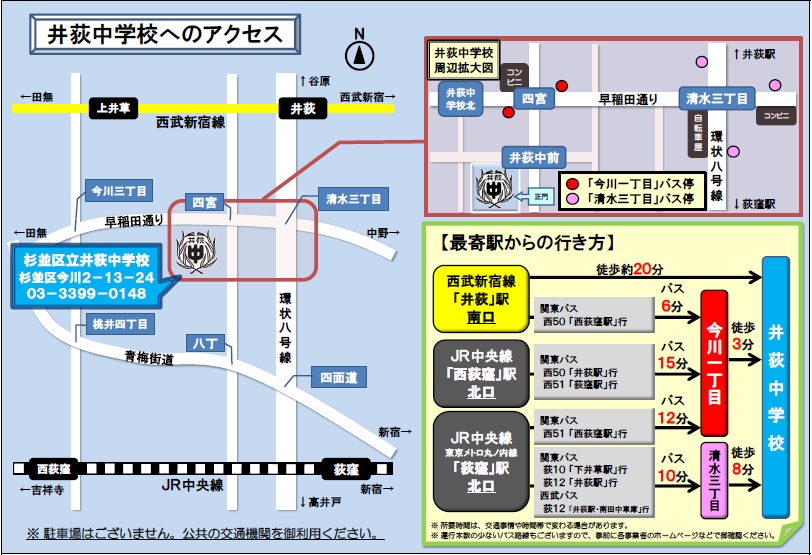 井荻中学校へのアクセス
N
↑谷原
←田無
上井草
井荻
西武新宿→
西武新宿線
今川三丁目
四宮
清水三丁目
早稲田通り
←田無
中野→
井荻
中
杉並区立井荻中学校
杉並区今川2－13－24
03－3399－0148
環状八号線
桃井四丁目
八丁
青梅街道
四面道
新宿→
西荻窪
荻窪
←吉祥寺
JR中央線
新宿→
↓高井戸
※ 駐車場はございません。公共の交通機関を御利用ください。
井荻中学校
周辺拡大図
コンビニ
↑井荻駅
井荻中
学校北
四宮
早稲田通り
清水三丁目
コンビニ
自転車屋
環状八号線
井荻中前
井荻
中
正門
「今川一丁目」バス停
「清水三丁目」バス停
↓荻窪駅
【最寄駅からの行き方】
西武新宿線
「井荻」駅
南口
徒歩約20分
関東バス
西50「西荻窪駅」行
バス
6分
JR中央線
「西荻窪」駅
北口
関東バス
西50「井荻駅」行
西51「荻窪駅」行
バス
15分
今川一丁目
徒歩
3分
井荻中学校
JR中央線
東京メトロ丸ノ内線
「荻窪」駅
北口
関東バス
西51「西荻窪駅」行
バス
12分
関東バス
荻10「下井草駅」行
荻12「井荻駅」行
西武バス
荻12「井荻駅・南田中車庫」行
バス
10分
清水三丁目
徒歩
8分
※ 所要時間は、交通事情や時間帯で変わる場合があります。
※ 運行本数の少ないバス路線もございますので、事前に各事業者のホームページなどで御確認ください。